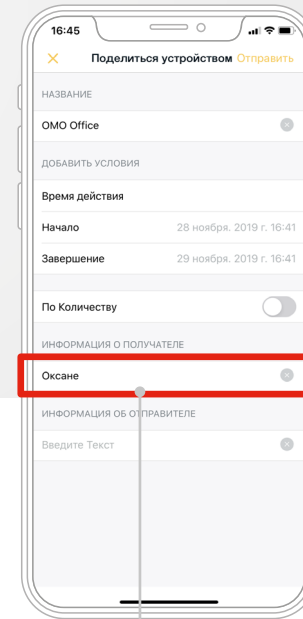 16:45
Поделиться устройством Отправить
НАЗВАНИЕ
OMO Office
ДОБАВИТЬ УСЛОВИЯ
Время действия
Начало 28 ноября. 2019 г. 16:41
Завершение 29 ноября. 2019 г. 16:41
По Количеству
ИНФОРМАЦИЯ О ПОЛУЧАТЕЛЕ
Оксане
ИНФОРМАЦИЯ ОБ ОТПРАВИТЕЛЕ
Введите Текст